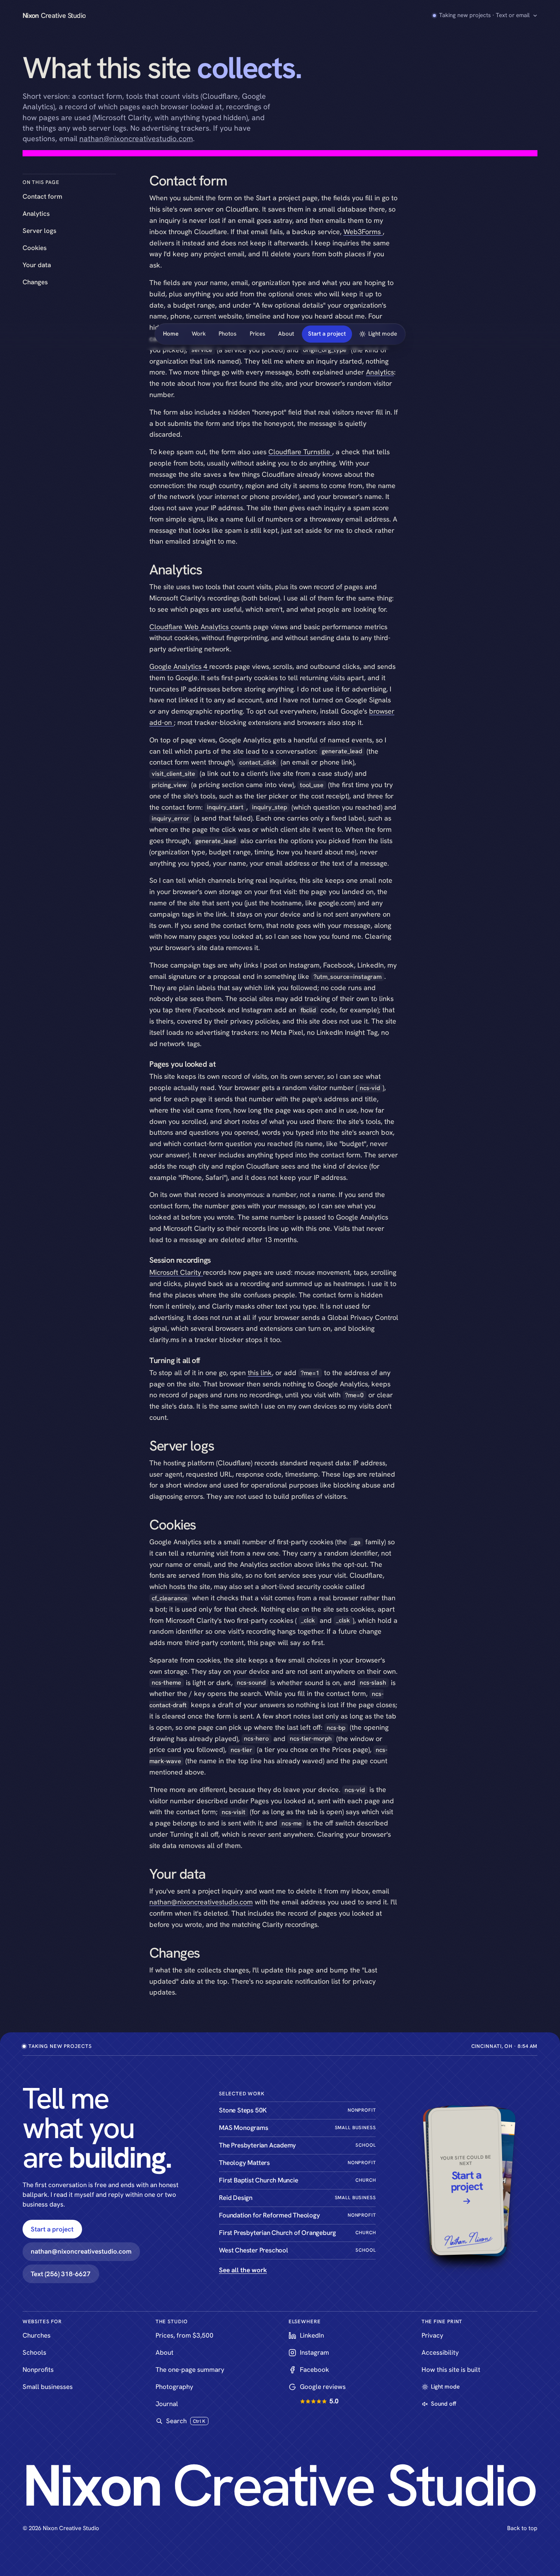 Nixon Creative Studio
Taking new projects · Text or email
What this site collects.
Short version: a contact form, tools that count visits (Cloudflare, Google
Analytics), a record of which pages each browser looked at, recordings of
how pages are used (Microsoft Clarity, with anything typed hidden), and
the things any web server logs. No advertising trackers. If you have
questions, email nathan@nixoncreativestudio.com.
ON THIS PAGE
Contact form
Analytics
Server logs
Cookies
Your data
Changes
Contact form
When you submit the form on the Start a project page, the fields you fill in go to
this site's own server on Cloudflare. It saves them in a small database there, so
an inquiry is never lost if an email goes astray, and then emails them to my
inbox through Cloudflare. If that email fails, a backup service, Web3Forms ,
delivers it instead and does not keep it afterwards. I keep inquiries the same
way I'd keep any project email, and I'll delete yours from both places if you
ask.
The fields are your name, email, organization type and what you are hoping to
build, plus anything you add from the optional ones: who will keep it up to
date, a budget range, and under "A few optional details" your organization's
name, phone, current website, timeline and how you heard about me. Four
Home Work Photos Prices About Start a project Light mode
you picked), service (a service you picked) and origin_org_type (the kind of
organization that link named). They tell me where an inquiry started, nothing
more. Two more things go with every message, both explained under Analytics:
the note about how you first found the site, and your browser's random visitor
number.
The form also includes a hidden "honeypot" field that real visitors never fill in. If
a bot submits the form and trips the honeypot, the message is quietly
discarded.
To keep spam out, the form also uses Cloudflare Turnstile , a check that tells
people from bots, usually without asking you to do anything. With your
message the site saves a few things Cloudflare already knows about the
connection: the rough country, region and city it seems to come from, the name
of the network (your internet or phone provider), and your browser's name. It
does not save your IP address. The site then gives each inquiry a spam score
from simple signs, like a name full of numbers or a throwaway email address. A
message that looks like spam is still kept, just set aside for me to check rather
than emailed straight to me.
Analytics
The site uses two tools that count visits, plus its own record of pages and
Microsoft Clarity's recordings (both below). I use all of them for the same thing:
to see which pages are useful, which aren't, and what people are looking for.
Cloudflare Web Analytics counts page views and basic performance metrics
without cookies, without fingerprinting, and without sending data to any third-
party advertising network.
Google Analytics 4 records page views, scrolls, and outbound clicks, and sends
them to Google. It sets first-party cookies to tell returning visits apart, and it
truncates IP addresses before storing anything. I do not use it for advertising, I
have not linked it to any ad account, and I have not turned on Google Signals
or any demographic reporting. To opt out everywhere, install Google's browser
add-on ; most tracker-blocking extensions and browsers also stop it.
On top of page views, Google Analytics gets a handful of named events, so I
can tell which parts of the site lead to a conversation: generate_lead (the
contact form went through), contact_click (an email or phone link),
visit_client_site (a link out to a client's live site from a case study) and
pricing_view (a pricing section came into view), tool_use (the first time you try
one of the site's tools, such as the tier picker or the cost receipt), and three for
the contact form: inquiry_start , inquiry_step (which question you reached) and
inquiry_error (a send that failed). Each one carries only a fixed label, such as
where on the page the click was or which client site it went to. When the form
goes through, generate_lead also carries the options you picked from the lists
(organization type, budget range, timing, how you heard about me), never
anything you typed, your name, your email address or the text of a message.
So I can tell which channels bring real inquiries, this site keeps one small note
in your browser's own storage on your first visit: the page you landed on, the
name of the site that sent you (just the hostname, like google.com) and any
campaign tags in the link. It stays on your device and is not sent anywhere on
its own. If you send the contact form, that note goes with your message, along
with how many pages you looked at, so I can see how you found me. Clearing
your browser's site data removes it.
Those campaign tags are why links I post on Instagram, Facebook, LinkedIn, my
email signature or a proposal end in something like ?utm_source=instagram .
They are plain labels that say which link you followed; no code runs and
nobody else sees them. The social sites may add tracking of their own to links
you tap there (Facebook and Instagram add an fbclid code, for example); that
is theirs, covered by their privacy policies, and this site does not use it. The site
itself loads no advertising trackers: no Meta Pixel, no LinkedIn Insight Tag, no
ad network tags.
Pages you looked at
This site keeps its own record of visits, on its own server, so I can see what
people actually read. Your browser gets a random visitor number ( ncs-vid ),
and for each page it sends that number with the page's address and title,
where the visit came from, how long the page was open and in use, how far
down you scrolled, and short notes of what you used there: the site's tools, the
buttons and questions you opened, words you typed into the site's search box,
and which contact-form question you reached (its name, like "budget", never
your answer). It never includes anything typed into the contact form. The server
adds the rough city and region Cloudflare sees and the kind of device (for
example "iPhone, Safari"), and it does not keep your IP address.
On its own that record is anonymous: a number, not a name. If you send the
contact form, the number goes with your message, so I can see what you
looked at before you wrote. The same number is passed to Google Analytics
and Microsoft Clarity so their records line up with this one. Visits that never
lead to a message are deleted after 13 months.
Session recordings
Microsoft Clarity records how pages are used: mouse movement, taps, scrolling
and clicks, played back as a recording and summed up as heatmaps. I use it to
find the places where the site confuses people. The contact form is hidden
from it entirely, and Clarity masks other text you type. It is not used for
advertising. It does not run at all if your browser sends a Global Privacy Control
signal, which several browsers and extensions can turn on, and blocking
clarity.ms in a tracker blocker stops it too.
Turning it all off
To stop all of it in one go, open this link, or add ?me=1 to the address of any
page on the site. That browser then sends nothing to Google Analytics, keeps
no record of pages and runs no recordings, until you visit with ?me=0 or clear
the site's data. It is the same switch I use on my own devices so my visits don't
count.
Server logs
The hosting platform (Cloudflare) records standard request data: IP address,
user agent, requested URL, response code, timestamp. These logs are retained
for a short window and used for operational purposes like blocking abuse and
diagnosing errors. They are not used to build profiles of visitors.
Cookies
Google Analytics sets a small number of first-party cookies (the _ga family) so
it can tell a returning visit from a new one. They carry a random identifier, not
your name or email, and the Analytics section above links the opt-out. The
fonts are served from this site, so no font service sees your visit. Cloudflare,
which hosts the site, may also set a short-lived security cookie called
cf_clearance when it checks that a visit comes from a real browser rather than
a bot; it is used only for that check. Nothing else on the site sets cookies, apart
from Microsoft Clarity's two first-party cookies ( _clck and _clsk ), which hold a
random identifier so one visit's recording hangs together. If a future change
adds more third-party content, this page will say so first.
Separate from cookies, the site keeps a few small choices in your browser's
own storage. They stay on your device and are not sent anywhere on their own.
ncs-theme is light or dark, ncs-sound is whether sound is on, and ncs-slash is
whether the / key opens the search. While you fill in the contact form, ncs-
contact-draft keeps a draft of your answers so nothing is lost if the page closes;
it is cleared once the form is sent. A few short notes last only as long as the tab
is open, so one page can pick up where the last left off: ncs-bp (the opening
drawing has already played), ncs-hero and ncs-tier-morph (the window or
price card you followed), ncs-tier (a tier you chose on the Prices page), ncs-
mark-wave (the name in the top line has already waved) and the page count
mentioned above.
Three more are different, because they do leave your device. ncs-vid is the
visitor number described under Pages you looked at, sent with each page and
with the contact form; ncs-visit (for as long as the tab is open) says which visit
a page belongs to and is sent with it; and ncs-me is the off switch described
under Turning it all off, which is never sent anywhere. Clearing your browser's
site data removes all of them.
Your data
If you've sent a project inquiry and want me to delete it from my inbox, email
nathan@nixoncreativestudio.com with the email address you used to send it. I'll
confirm when it's deleted. That includes the record of pages you looked at
before you wrote, and the matching Clarity recordings.
Changes
If what the site collects changes, I'll update this page and bump the "Last
updated" date at the top. There's no separate notification list for privacy
updates.
TAKING NEW PROJECTS
CINCINNATI, OH · 8:54 AM
Tell me
what you
are building.
The first conversation is free and ends with an honest
ballpark. I read it myself and reply within one or two
business days.
Start a project
nathan@nixoncreativestudio.com
Text (256) 318-6627
SELECTED WORK
Stone Steps 50K NONPROFIT
MAS Monograms SMALL BUSINESS
The Presbyterian Academy SCHOOL
Theology Matters NONPROFIT
First Baptist Church Muncie CHURCH
Reid Design SMALL BUSINESS
Foundation for Reformed Theology NONPROFIT
First Presbyterian Church of Orangeburg CHURCH
West Chester Preschool SCHOOL
See all the work
YOUR SITE COULD BE
NEXT
Start a
project
Nathan Nixon
WEBSITES FOR
Churches
Schools
Nonprofits
Small businesses
THE STUDIO
Prices, from $3,500
About
The one-page summary
Photography
Journal
Search Ctrl K
ELSEWHERE
LinkedIn
Instagram
Facebook
Google reviews
★★★★★ 5.0
THE FINE PRINT
Privacy
Accessibility
How this site is built
Light mode
Sound off
Nixon Creative Studio
© 2026 Nixon Creative Studio
Back to top